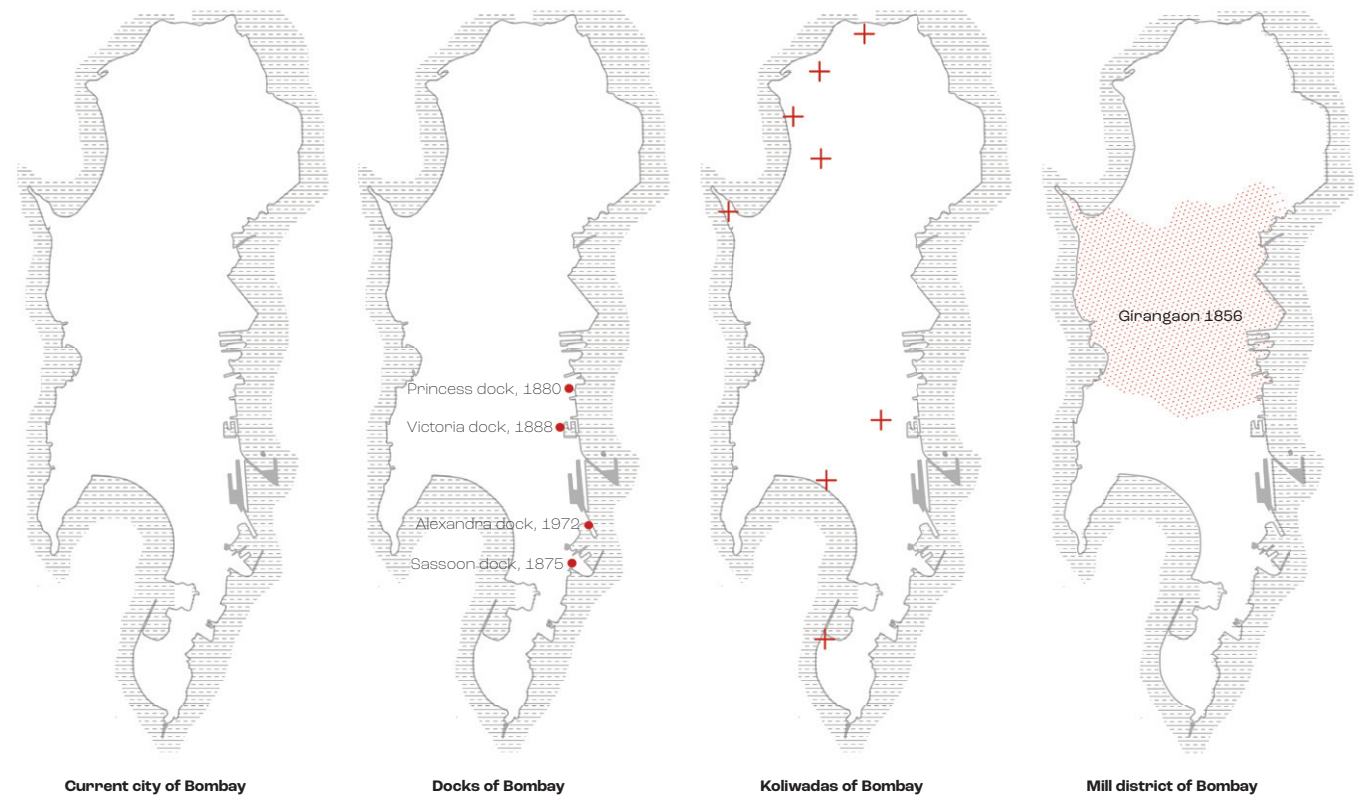 Princess dock, 1880
Victoria dock, 1888
Alexandra dock, 1972
Sassoon dock, 1875
Girangaon 1856
Current city of Bombay
Docks of Bombay
Koliwadas of Bombay
Mill district of Bombay